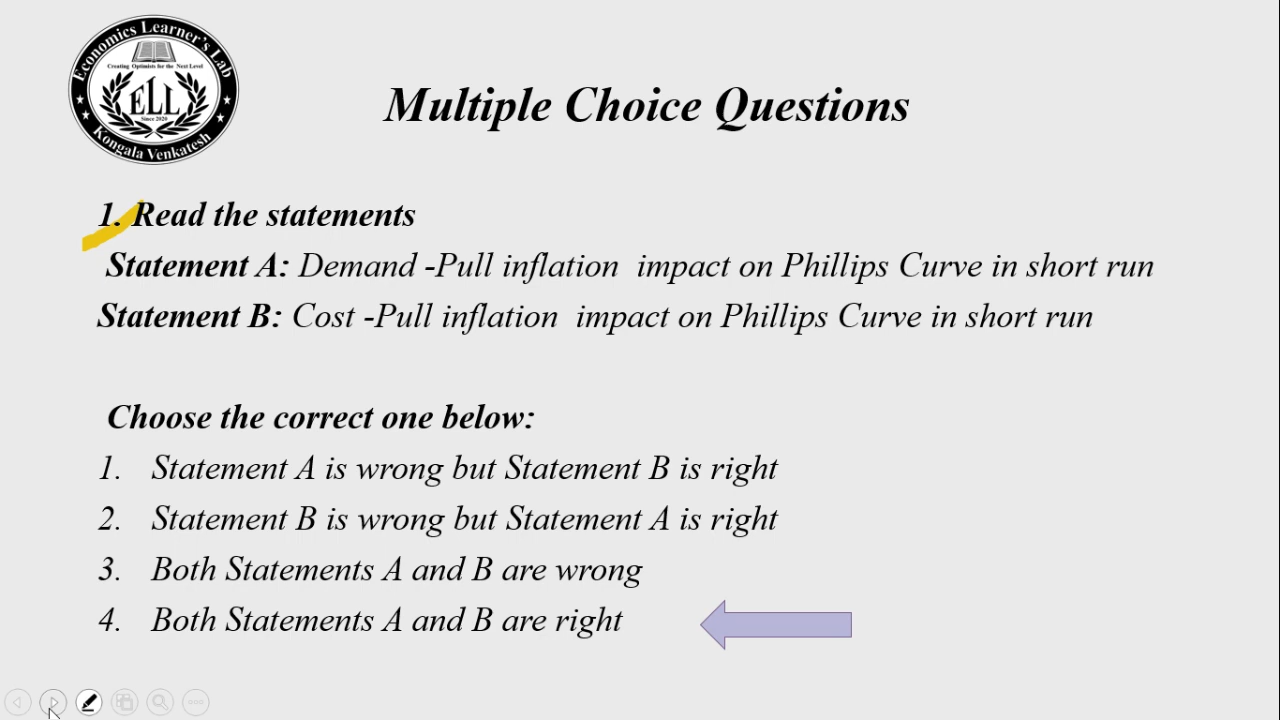 Economics Learner's Lab
Creating Optimists for the Next Level
ELL
Since 2020
Kongala Venkatesh
Multiple Choice Questions
1. Read the statements
Statement A: Demand -Pull inflation impact on Phillips Curve in short run
Statement B: Cost -Pull inflation impact on Phillips Curve in short run
Choose the correct one below:
1. Statement A is wrong but Statement B is right
2. Statement B is wrong but Statement A is right
3. Both Statements A and B are wrong
4. Both Statements A and B are right